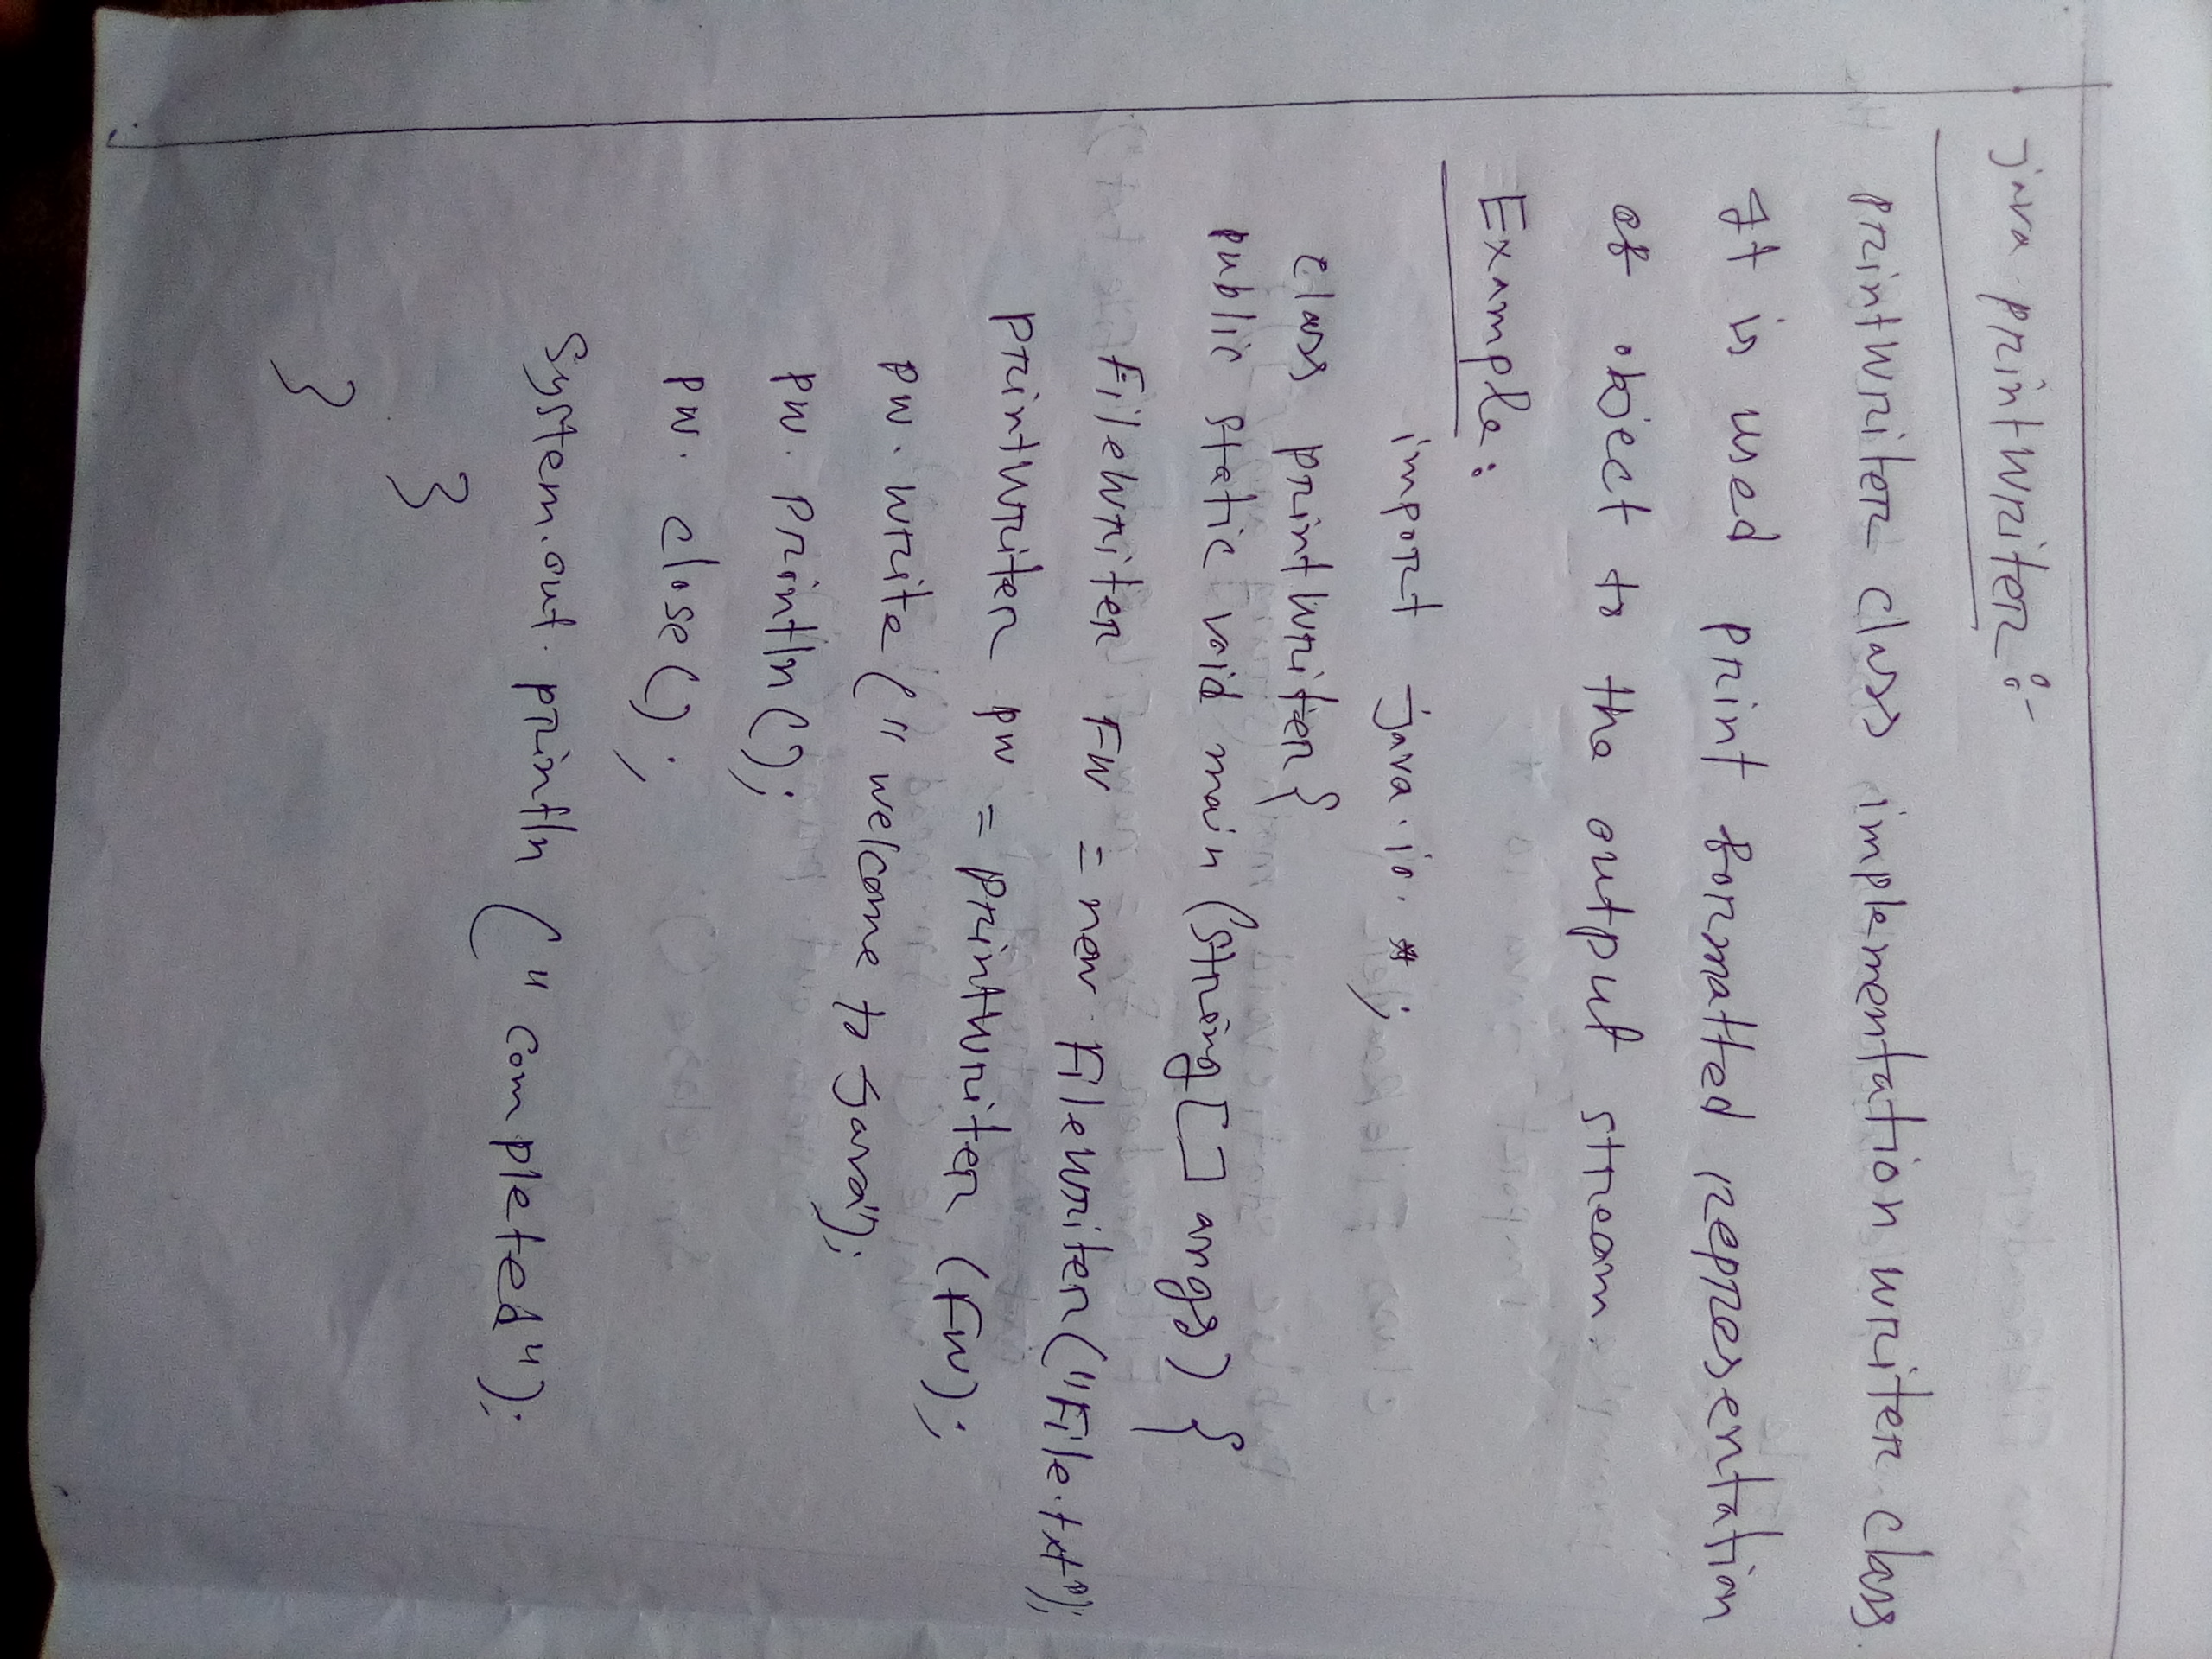 java printWriter :-
printWriter class implementation writer class.
It is used print formatted representation
of object to the output stream.
Example:
import java.io.*;
class printWriter{
public static void main (String[] args) {
FileWriter FW = new FileWriter("File.txt");
printWriter pw = printWriter (FW);
pw. write (" welcome to java");
pw. println();
pw. close();
System.out. println (" completed");
}
}